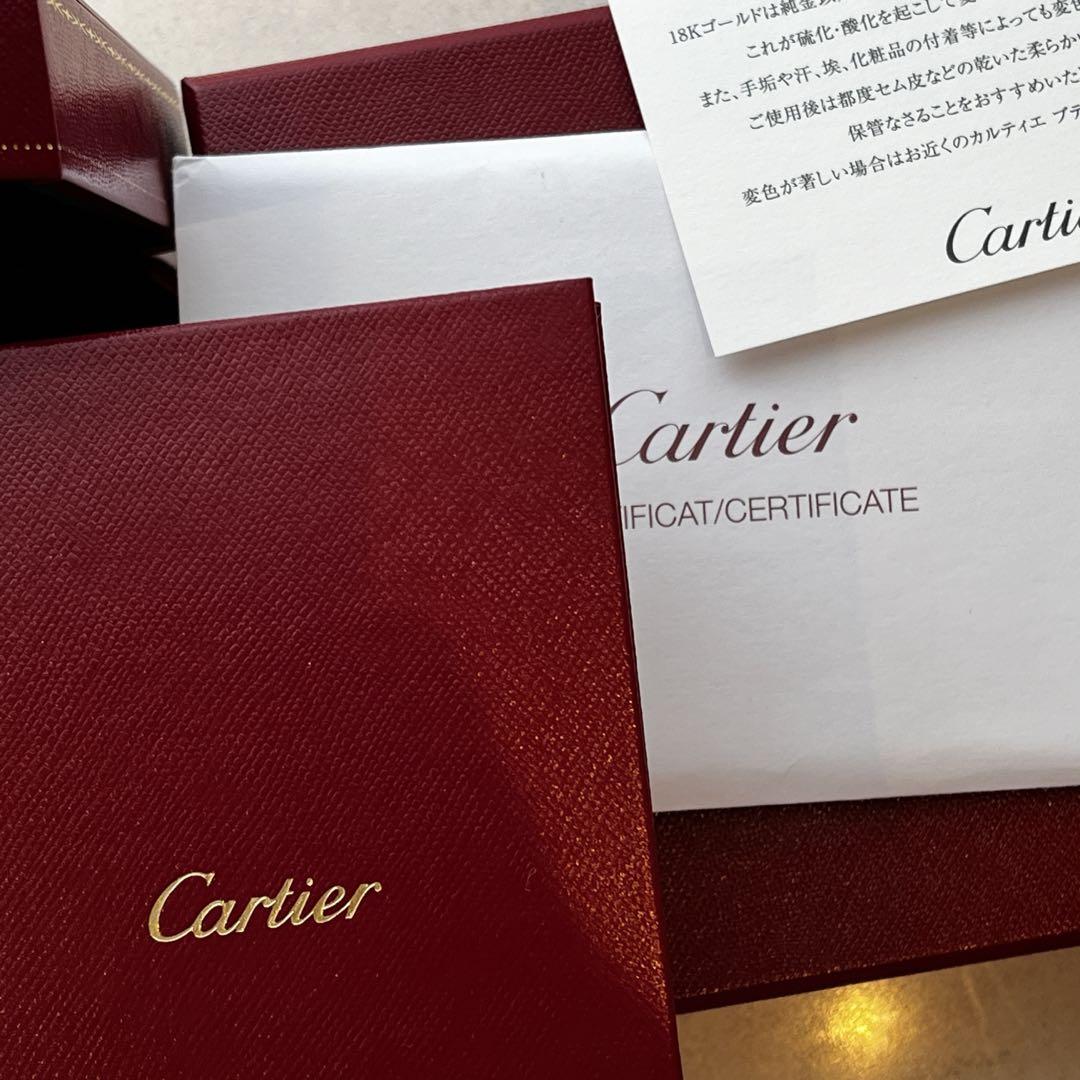 18Kゴールドは純金
これが硫化・酸化を起こして変
また、手垢や汗、埃、化粧品の付着等によっても変色
ご使用後は都度セム皮などの乾いた柔らか
保管なさることをおすすめいた
変色が著しい場合はお近くのカルティエ ブテ
Cartie
Cartier
IFICAT/CERTIFICATE
Cartier